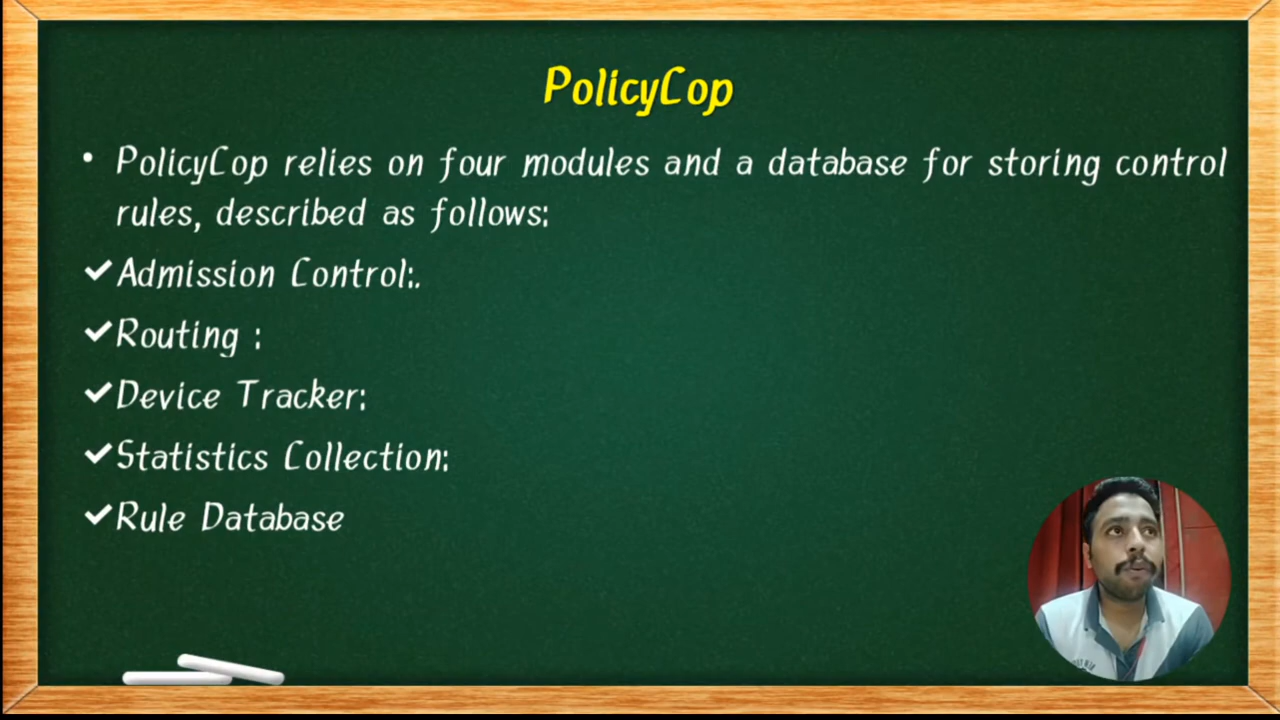 PolicyCop
• PolicyCop relies on four modules and a database for storing control
rules, described as follows:
✔Admission Control:.
✔Routing :
✔Device Tracker:
✔Statistics Collection:
✔Rule Database